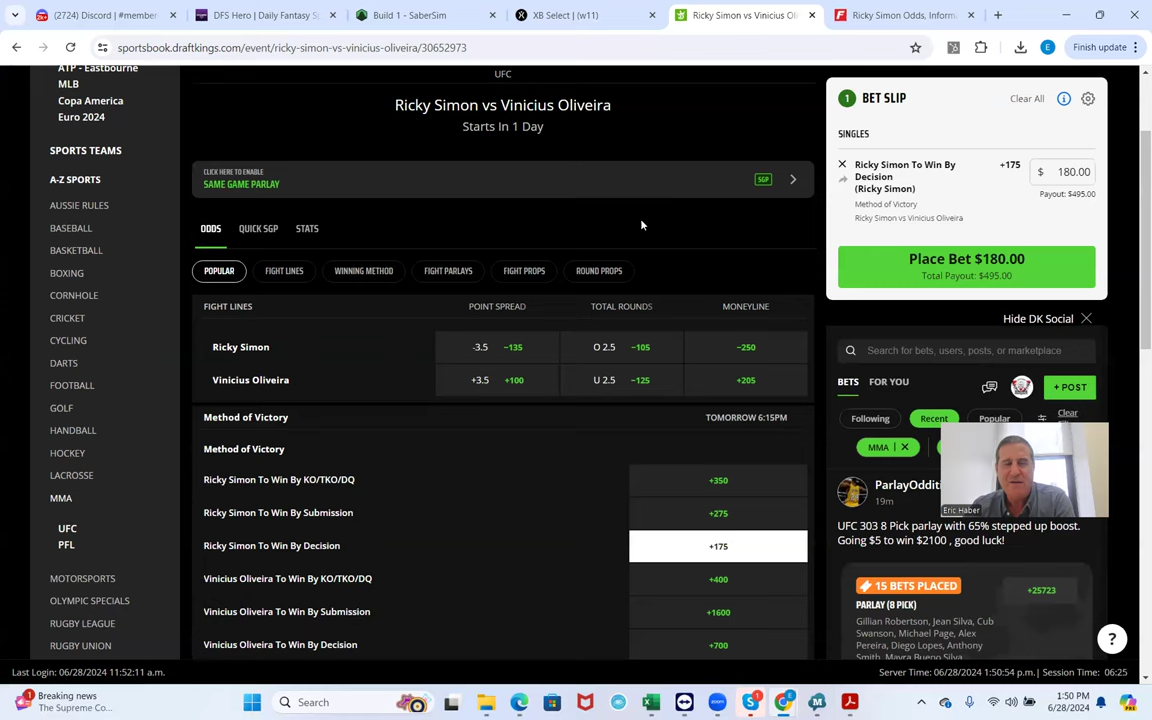 (2724) Discord | #member
DFS Hero | Daily Fantasy S
Build 1 - SaberSim
XB Select | (w11)
Ricky Simon vs Vinicius Oli
Ricky Simon Odds, Inform
sportsbook.draftkings.com/event/ricky-simon-vs-vinicius-oliveira/30652973
E
Finish update
ATP - Eastbourne
MLB
Copa America
Euro 2024
SPORTS TEAMS
A-Z SPORTS
AUSSIE RULES
BASEBALL
BASKETBALL
BOXING
CORNHOLE
CRICKET
CYCLING
DARTS
FOOTBALL
GOLF
HANDBALL
HOCKEY
LACROSSE
MMA
UFC
PFL
MOTORSPORTS
OLYMPIC SPECIALS
RUGBY LEAGUE
RUGBY UNION
UFC
Ricky Simon vs Vinicius Oliveira
Starts In 1 Day
CLICK HERE TO ENABLE
SAME GAME PARLAY
SGP
ODDS QUICK SGP STATS
POPULAR FIGHT LINES WINNING METHOD FIGHT PARLAYS FIGHT PROPS ROUND PROPS
FIGHT LINES POINT SPREAD TOTAL ROUNDS MONEYLINE
Ricky Simon -3.5 −135 O 2.5 −105 −250
Vinicius Oliveira +3.5 +100 U 2.5 −125 +205
Method of Victory TOMORROW 6:15PM
Method of Victory
Ricky Simon To Win By KO/TKO/DQ +350
Ricky Simon To Win By Submission +275
Ricky Simon To Win By Decision +175
Vinicius Oliveira To Win By KO/TKO/DQ +400
Vinicius Oliveira To Win By Submission +1600
Vinicius Oliveira To Win By Decision +700
1 BET SLIP Clear All
SINGLES
Ricky Simon To Win By +175 $ 180.00
Decision
(Ricky Simon)
Payout: $495.00
Method of Victory
Ricky Simon vs Vinicius Oliveira
Place Bet $180.00
Total Payout: $495.00
Hide DK Social
Search for bets, users, posts, or marketplace
BETS FOR YOU + POST
Following Recent Popular Clear
MMA
Eric Haber
ParlayOdditi
19m
UFC 303 8 Pick parlay with 65% stepped up boost.
Going $5 to win $2100 , good luck!
15 BETS PLACED +25723
PARLAY (8 PICK)
Gillian Robertson, Jean Silva, Cub
Swanson, Michael Page, Alex
Pereira, Diego Lopes, Anthony
Smith, Mayra Bueno Silva
?
Last Login: 06/28/2024 11:52:11 a.m.
Server Time: 06/28/2024 1:50:54 p.m. | Session Time: 06:25
1
Breaking news
The Supreme Co...
Search
zoom
1:50 PM
6/28/2024